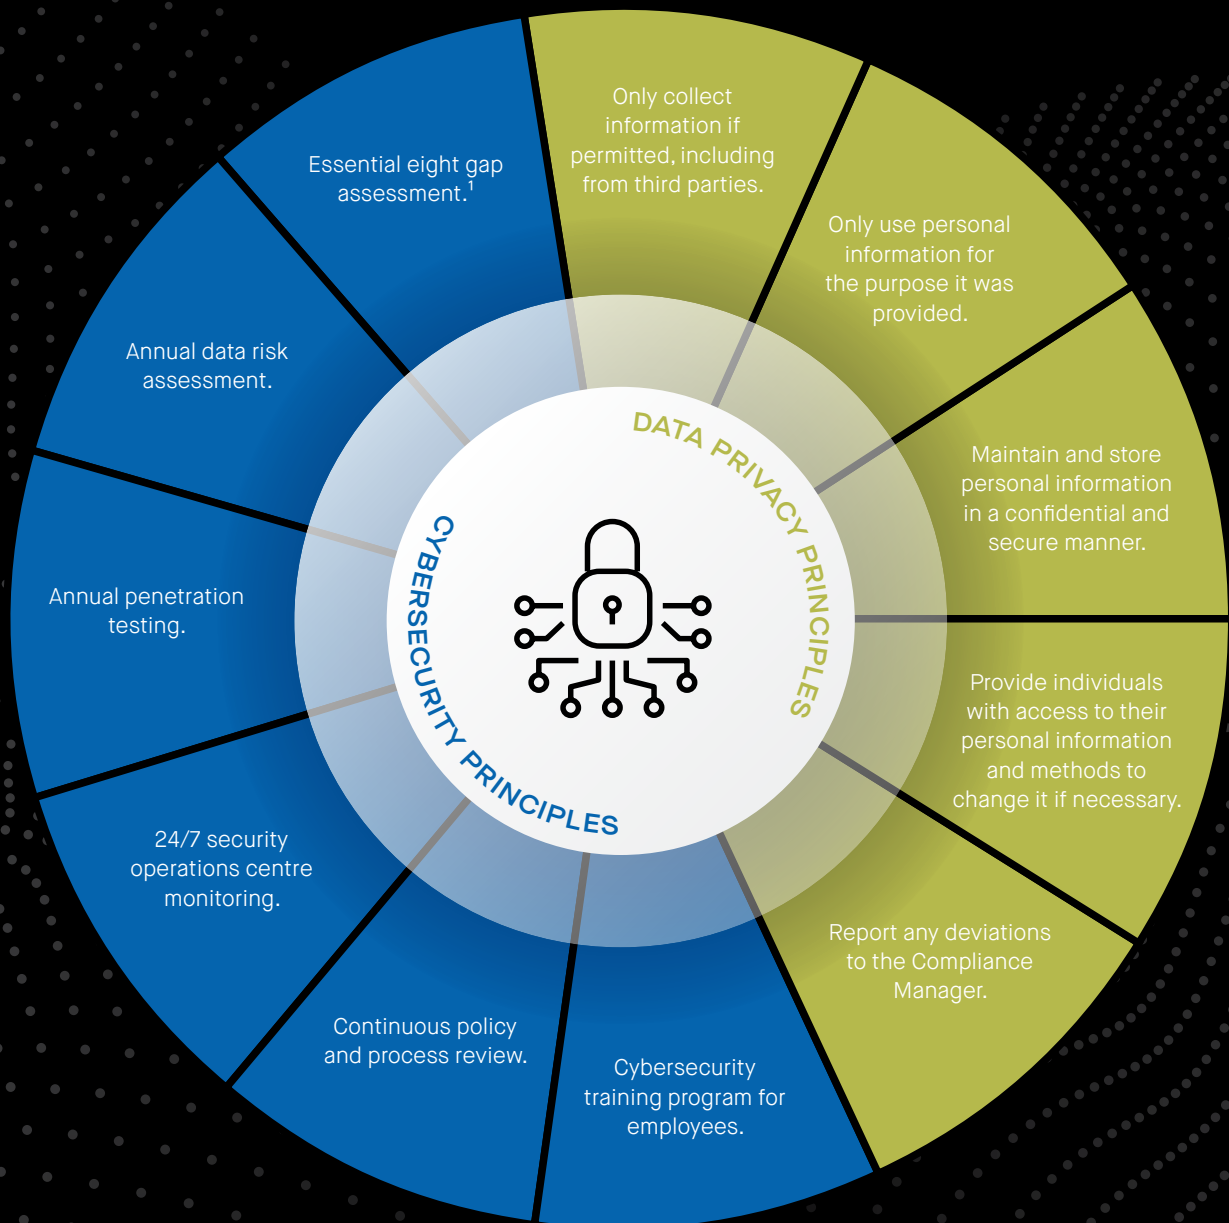 Only collect
information if
permitted, including
from third parties.
Only use personal
information for
the purpose it was
provided.
Maintain and store
personal information
in a confidential and
secure manner.
Provide individuals
with access to their
personal information
and methods to
change it if necessary.
Report any deviations
to the Compliance
Manager.
Cybersecurity
training program for
employees.
Continuous policy
and process review.
24/7 security
operations centre
monitoring.
Annual penetration
testing.
Annual data risk
assessment.
Essential eight gap
assessment.¹
DATA PRIVACY PRINCIPLES
CYBERSECURITY PRINCIPLES